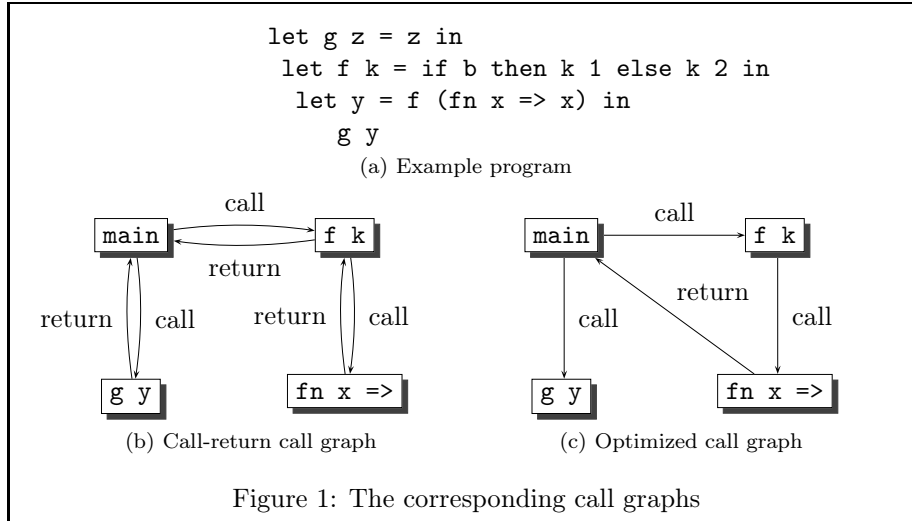 let g z = z in
let f k = if b then k 1 else k 2 in
let y = f (fn x => x) in
g y
(a) Example program
call
main
f k
return
return
call
return
call
g y
fn x =>
(b) Call-return call graph
call
main
f k
return
call
call
g y
fn x =>
(c) Optimized call graph
Figure 1: The corresponding call graphs